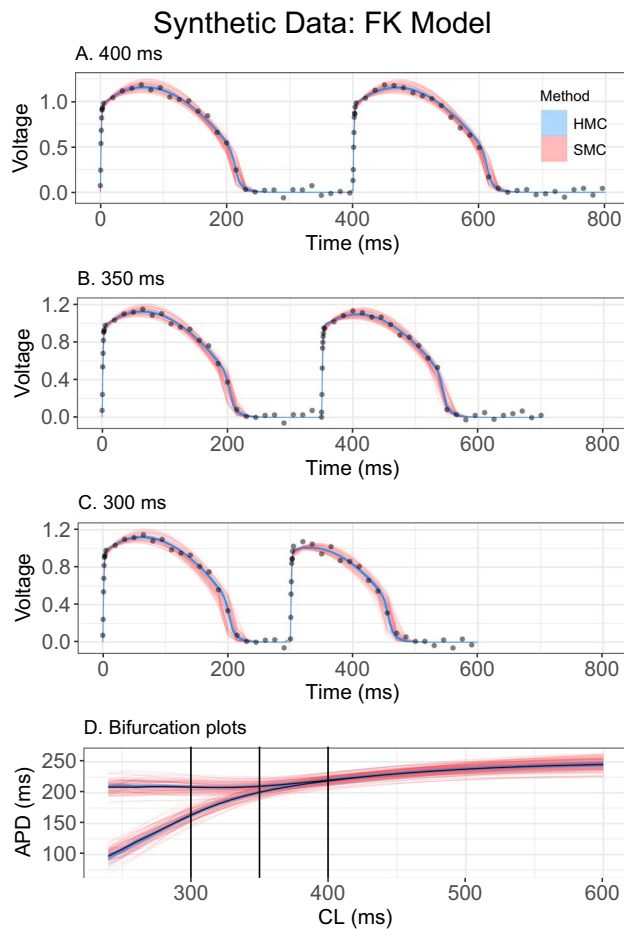 Synthetic Data: FK Model
A. 400 ms
Voltage
1.0
0.5
0.0
Method
HMC
SMC
0
200
400
600
800
Time (ms)
B. 350 ms
Voltage
1.2
0.8
0.4
0.0
0
200
400
600
800
Time (ms)
C. 300 ms
Voltage
1.2
0.8
0.4
0.0
0
200
400
600
800
Time (ms)
D. Bifurcation plots
APD (ms)
250
200
150
100
300
400
500
600
CL (ms)